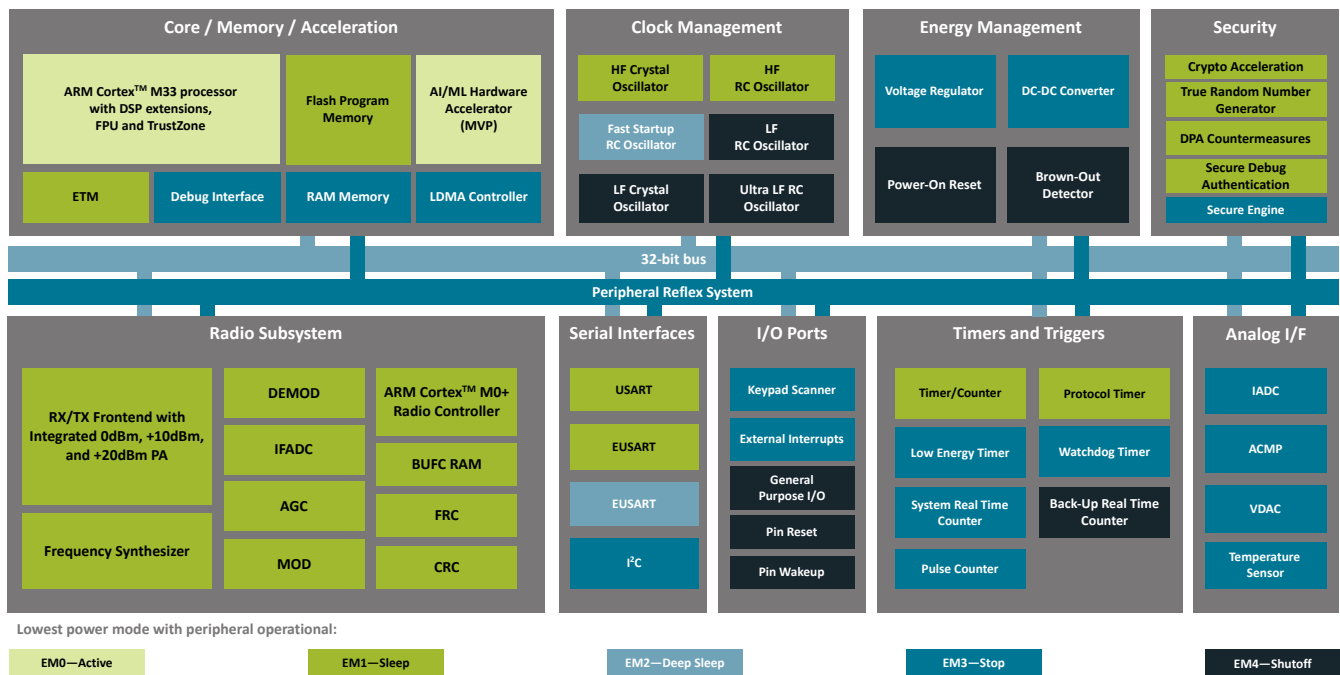 Core / Memory / Acceleration
ARM Cortex™ M33 processor
with DSP extensions,
FPU and TrustZone
Flash Program
Memory
AI/ML Hardware
Accelerator
(MVP)
ETM
Debug Interface
RAM Memory
LDMA Controller
Clock Management
HF Crystal
Oscillator
HF
RC Oscillator
Fast Startup
RC Oscillator
LF
RC Oscillator
LF Crystal
Oscillator
Ultra LF RC
Oscillator
Energy Management
Voltage Regulator
DC-DC Converter
Power-On Reset
Brown-Out
Detector
Security
Crypto Acceleration
True Random Number
Generator
DPA Countermeasures
Secure Debug
Authentication
Secure Engine
32-bit bus
Peripheral Reflex System
Radio Subsystem
RX/TX Frontend with
Integrated 0dBm, +10dBm,
and +20dBm PA
Frequency Synthesizer
DEMOD
IFADC
AGC
MOD
ARM Cortex™ M0+
Radio Controller
BUFC RAM
FRC
CRC
Serial Interfaces
USART
EUSART
EUSART
I²C
I/O Ports
Keypad Scanner
External Interrupts
General
Purpose I/O
Pin Reset
Pin Wakeup
Timers and Triggers
Timer/Counter
Protocol Timer
Low Energy Timer
Watchdog Timer
System Real Time
Counter
Back-Up Real Time
Counter
Pulse Counter
Analog I/F
IADC
ACMP
VDAC
Temperature
Sensor
Lowest power mode with peripheral operational:
EM0—Active
EM1—Sleep
EM2—Deep Sleep
EM3—Stop
EM4—Shutoff